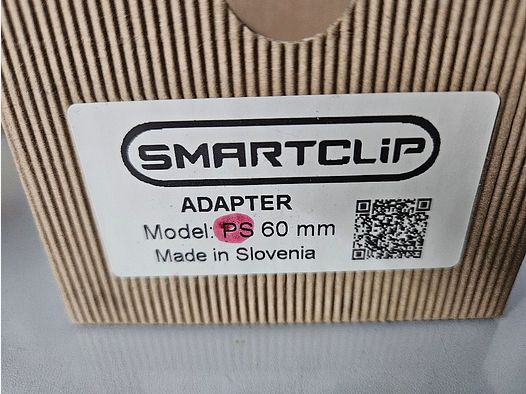 SMARTCLiP
ADAPTER
Model: PS 60 mm
Made in Slovenia